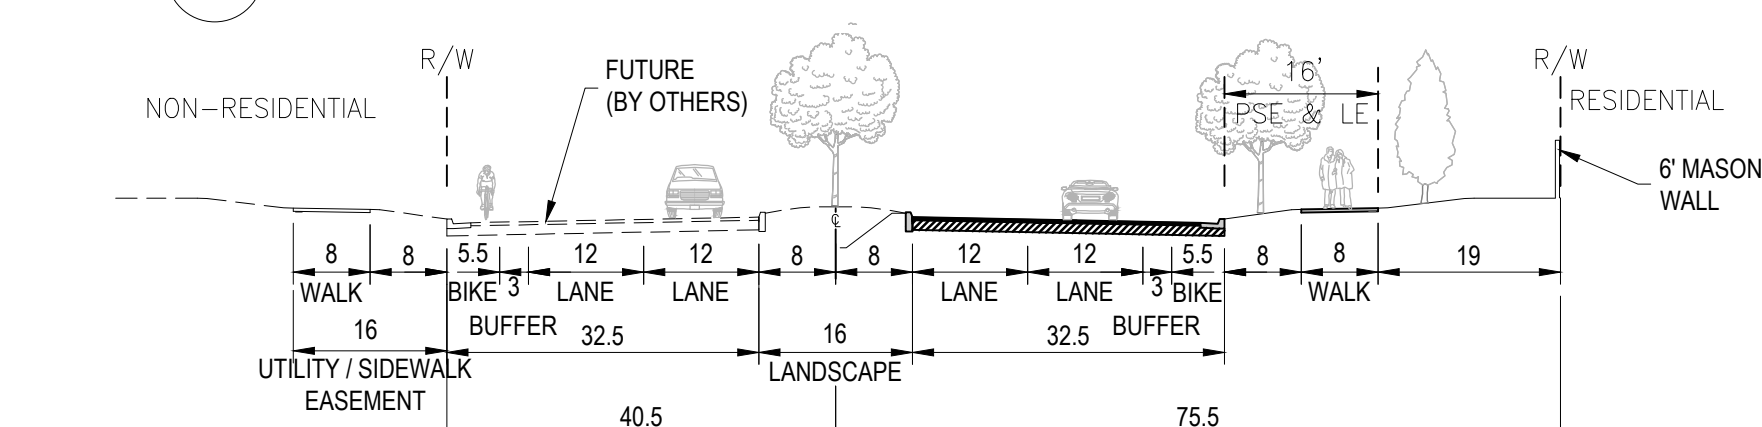 R/W
FUTURE
(BY OTHERS)
NON-RESIDENTIAL
16'
PSE & LE
R/W
RESIDENTIAL
6' MASON
WALL
℄
8 8 5.5 3 12 12 8 8 12 12 3 5.5 8 8 19
WALK BIKE LANE LANE LANE LANE BIKE WALK
BUFFER BUFFER
16 32.5 16 32.5
UTILITY / SIDEWALK LANDSCAPE
EASEMENT
40.5 75.5